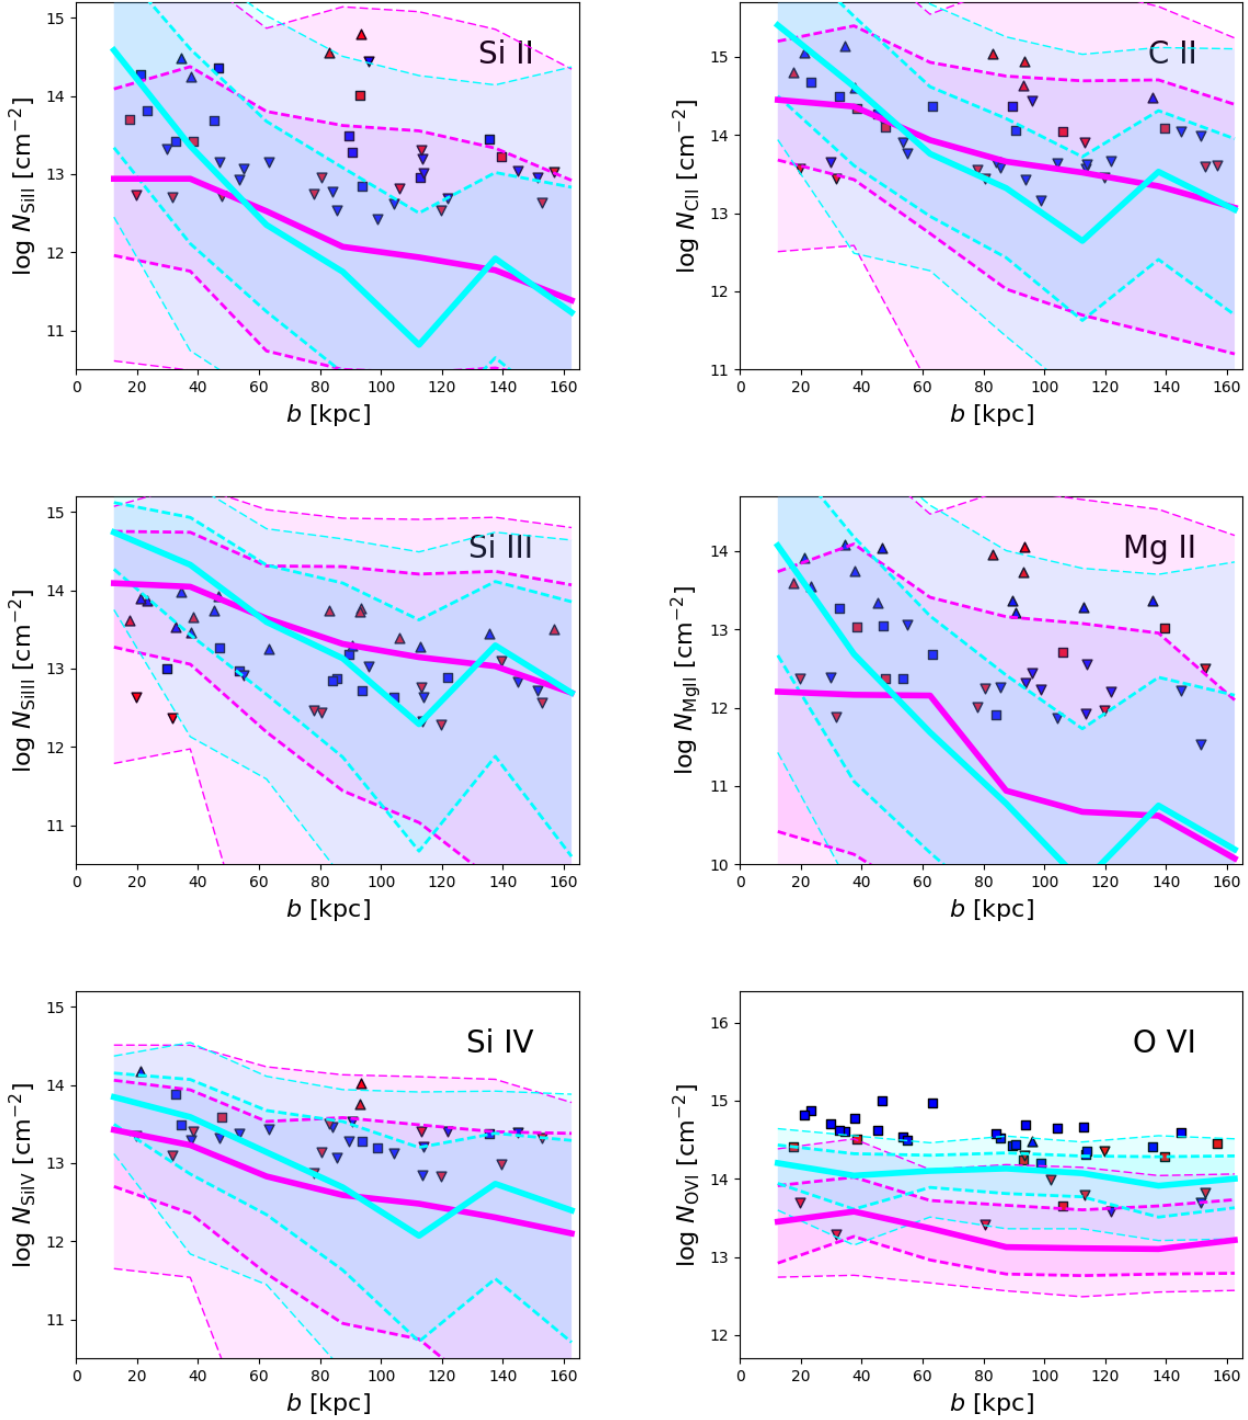 Si II
log N_SiII [cm⁻²]
15
14
13
12
11
0 20 40 60 80 100 120 140 160
b [kpc]
C II
log N_CII [cm⁻²]
15
14
13
12
11
0 20 40 60 80 100 120 140 160
b [kpc]
Si III
log N_SiIII [cm⁻²]
15
14
13
12
11
0 20 40 60 80 100 120 140 160
b [kpc]
Mg II
log N_MgII [cm⁻²]
14
13
12
11
10
0 20 40 60 80 100 120 140 160
b [kpc]
Si IV
log N_SiIV [cm⁻²]
15
14
13
12
11
0 20 40 60 80 100 120 140 160
b [kpc]
O VI
log N_OVI [cm⁻²]
16
15
14
13
12
0 20 40 60 80 100 120 140 160
b [kpc]